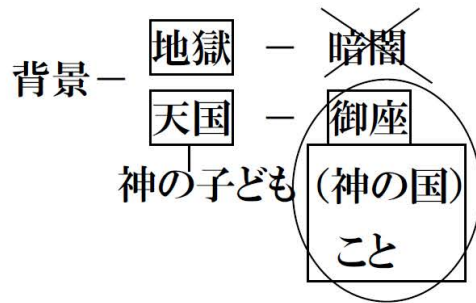 地獄 － 暗闇
背景－
天国 － 御座
神の子ども (神の国)
こと